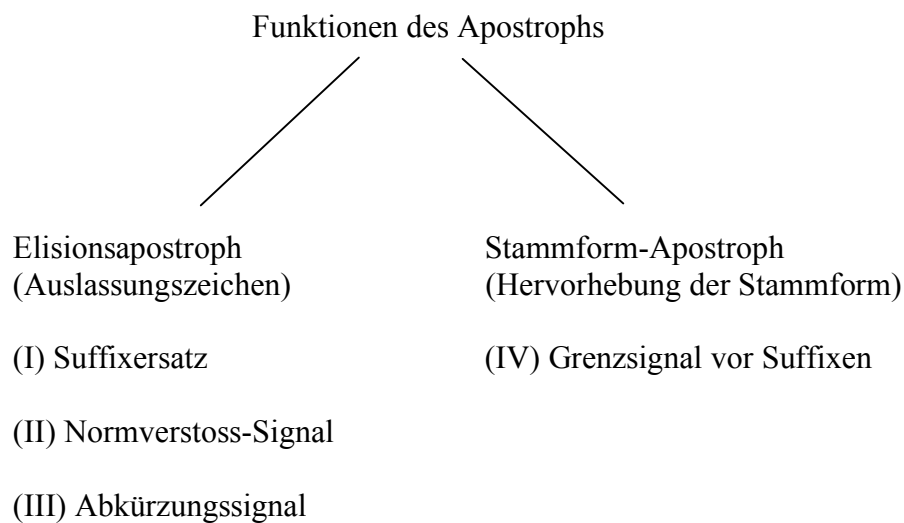 Funktionen des Apostrophs
Elisionsapostroph
(Auslassungszeichen)
(I) Suffixersatz
(II) Normverstoss-Signal
(III) Abkürzungssignal
Stammform-Apostroph
(Hervorhebung der Stammform)
(IV) Grenzsignal vor Suffixen